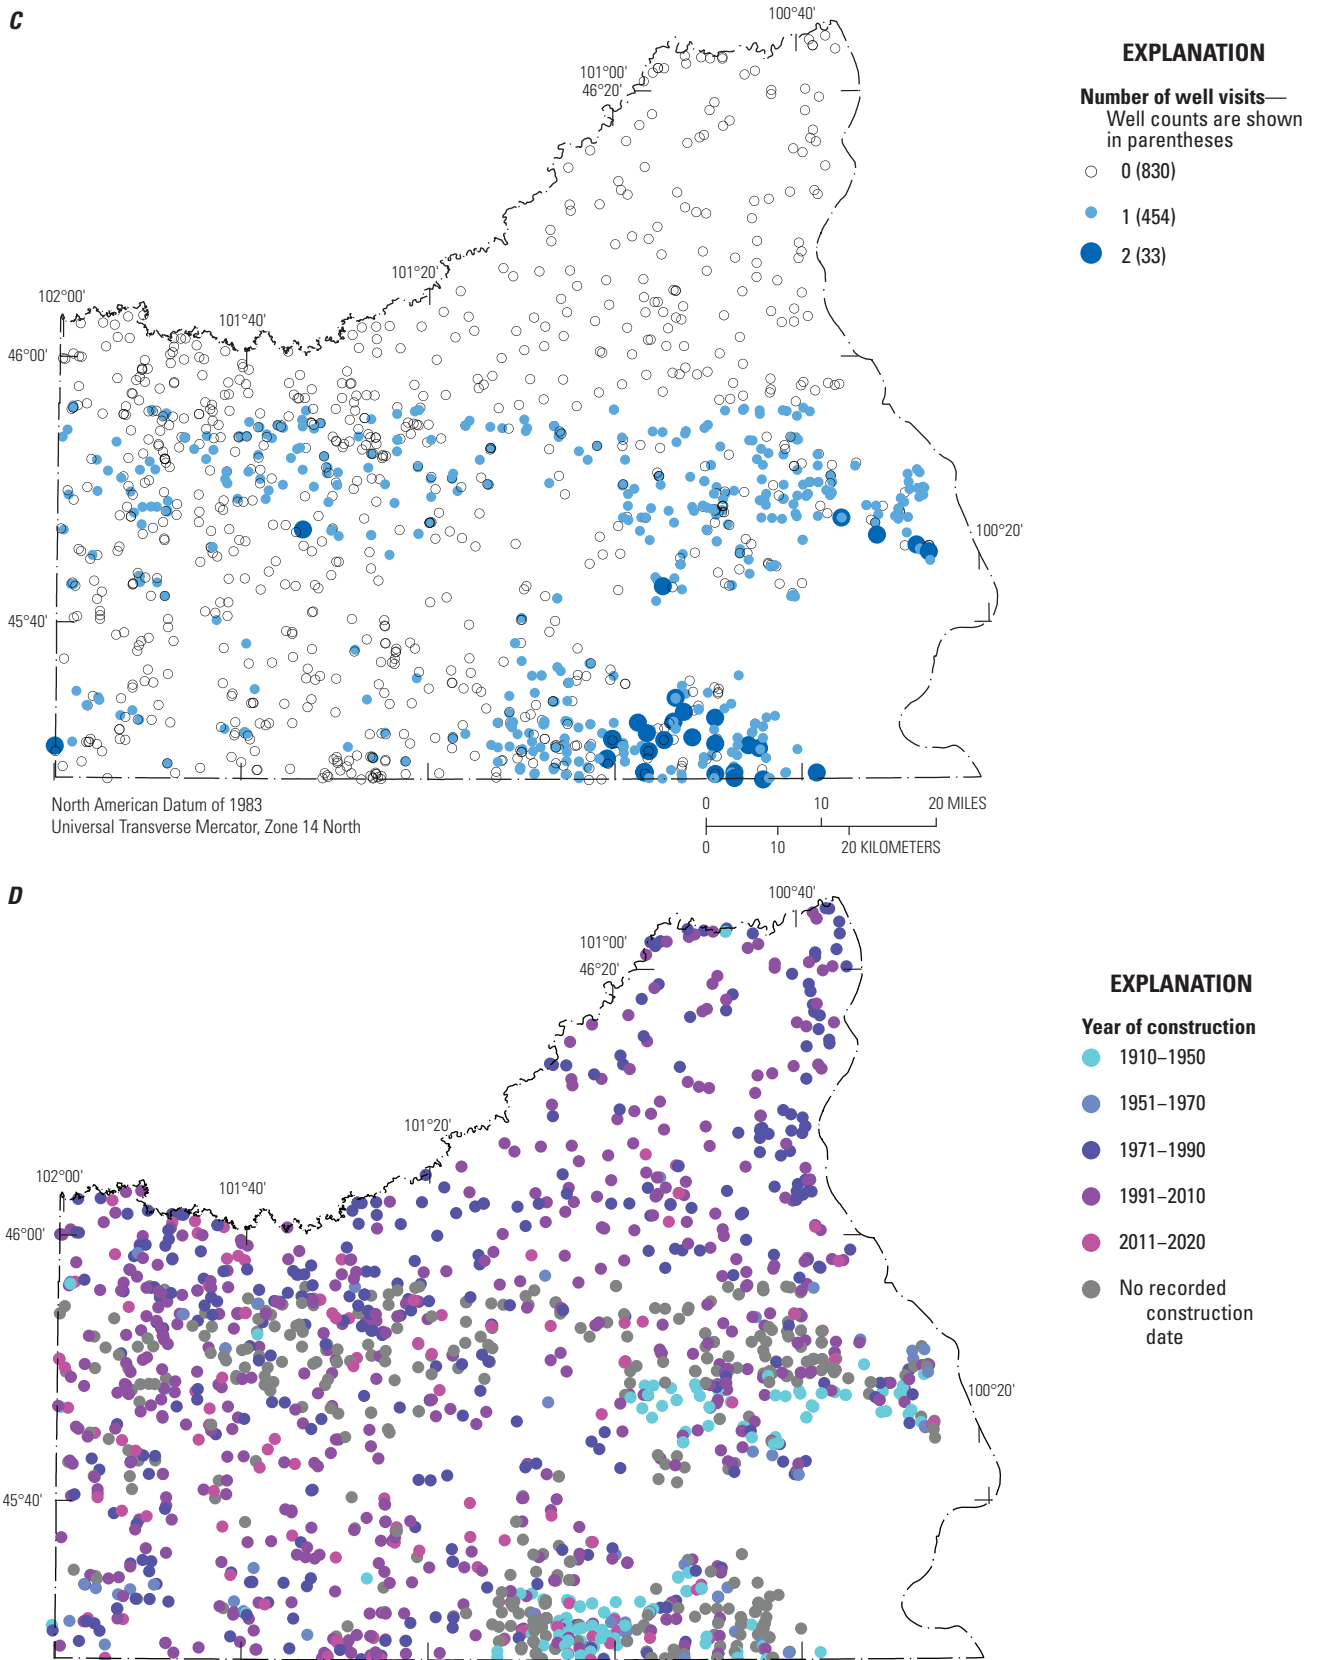 C
100°40'
101°00'
46°20'
101°20'
102°00'
101°40'
46°00'
100°20'
45°40'
EXPLANATION
Number of well visits—
Well counts are shown
in parentheses
0 (830)
1 (454)
2 (33)
North American Datum of 1983
Universal Transverse Mercator, Zone 14 North
0 10 20 MILES
0 10 20 KILOMETERS
D
100°40'
101°00'
46°20'
101°20'
102°00'
101°40'
46°00'
100°20'
45°40'
EXPLANATION
Year of construction
1910–1950
1951–1970
1971–1990
1991–2010
2011–2020
No recorded
construction
date